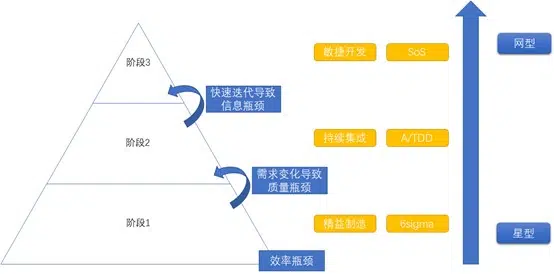 阶段3
快速迭代导致
信息瓶颈
阶段2
需求变化导致
质量瓶颈
阶段1
效率瓶颈
敏捷开发
SoS
持续集成
A/TDD
精益制造
6sigma
网型
星型